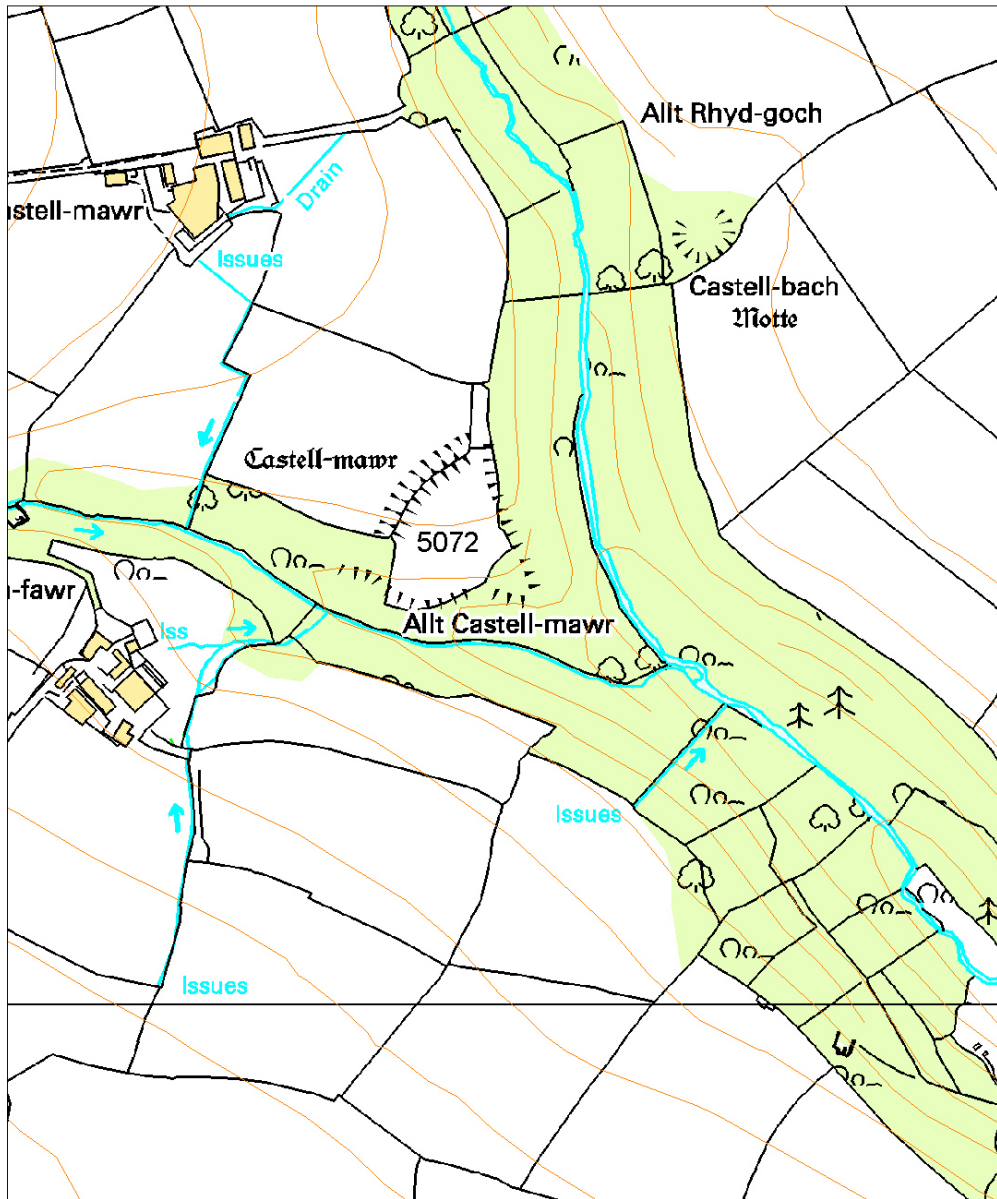 Allt Rhyd-goch
Drain
astell-mawr
Issues
Castell-bach
Motte
Castell-mawr
5072
-fawr
Iss
Allt Castell-mawr
Issues
Issues